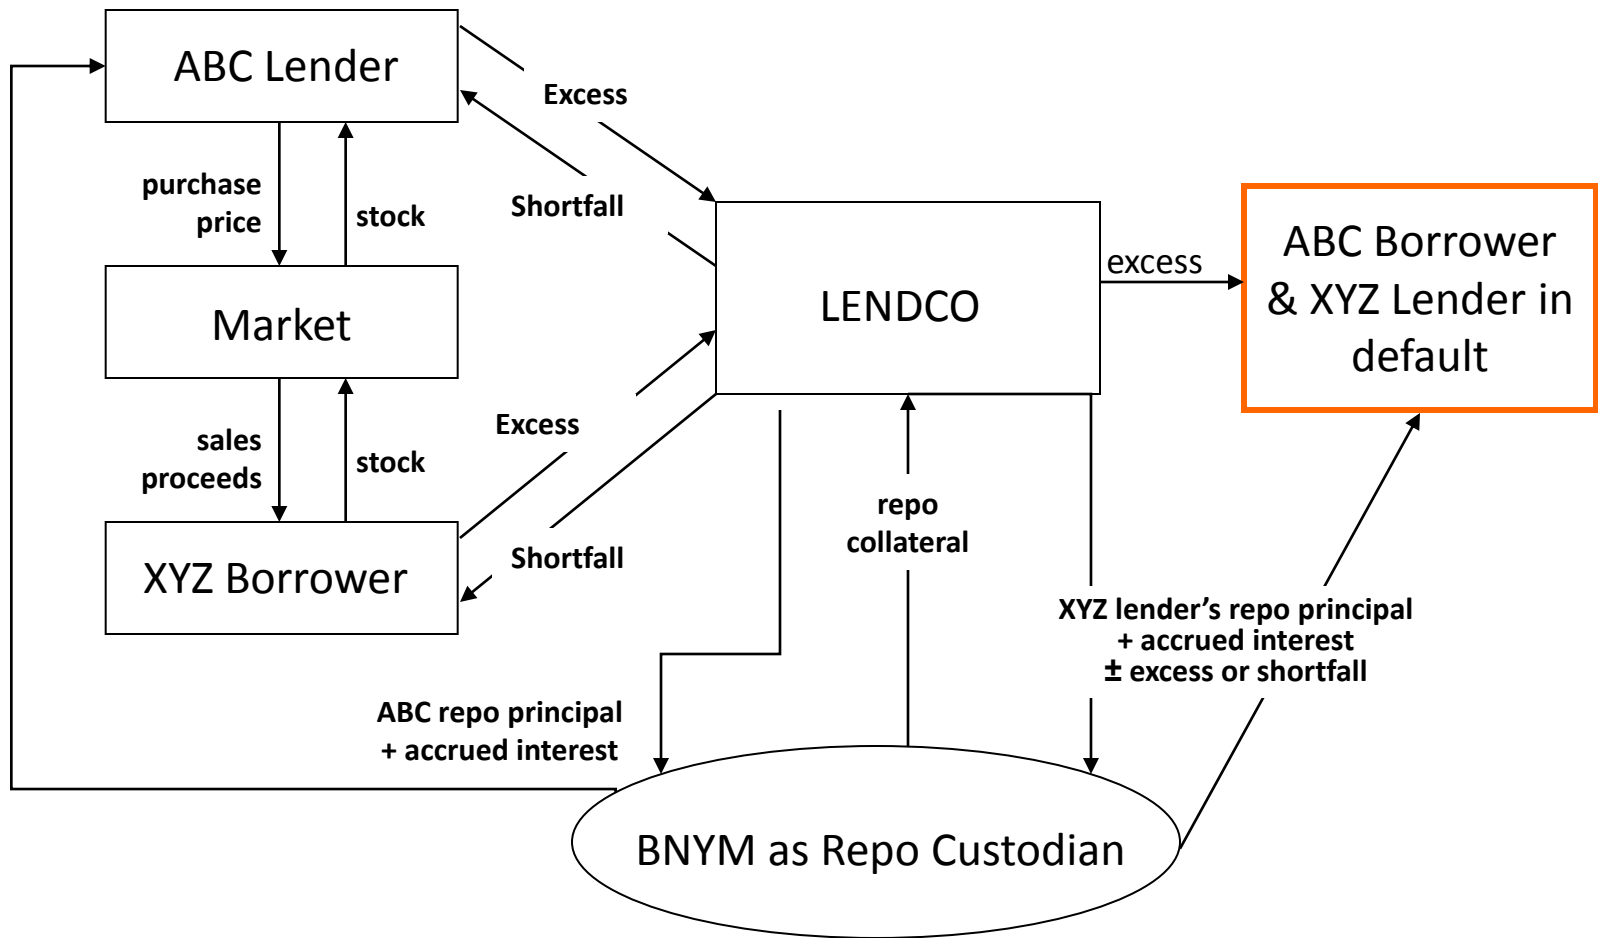 ABC Lender
Excess
purchase
price
stock
Shortfall
Market
LENDCO
excess
ABC Borrower
& XYZ Lender in
default
sales
proceeds
stock
Excess
Shortfall
XYZ Borrower
repo
collateral
XYZ lender’s repo principal
+ accrued interest
± excess or shortfall
ABC repo principal
+ accrued interest
BNYM as Repo Custodian